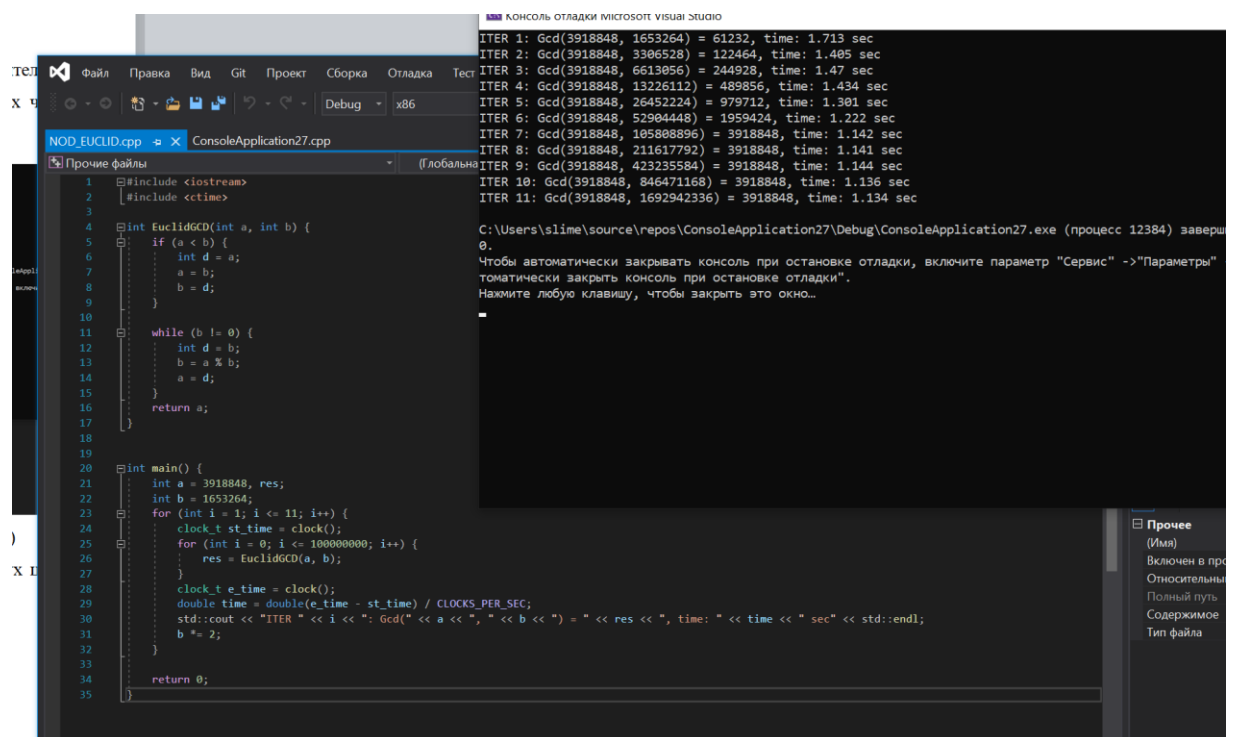 Консоль отладки Microsoft Visual Studio
ITER 1: Gcd(3918848, 1653264) = 61232, time: 1.713 sec
ITER 2: Gcd(3918848, 3306528) = 122464, time: 1.405 sec
ITER 3: Gcd(3918848, 6613056) = 244928, time: 1.47 sec
ITER 4: Gcd(3918848, 13226112) = 489856, time: 1.434 sec
ITER 5: Gcd(3918848, 26452224) = 979712, time: 1.301 sec
ITER 6: Gcd(3918848, 52904448) = 1959424, time: 1.222 sec
ITER 7: Gcd(3918848, 105808896) = 3918848, time: 1.142 sec
ITER 8: Gcd(3918848, 211617792) = 3918848, time: 1.141 sec
ITER 9: Gcd(3918848, 423235584) = 3918848, time: 1.144 sec
ITER 10: Gcd(3918848, 846471168) = 3918848, time: 1.136 sec
ITER 11: Gcd(3918848, 1692942336) = 3918848, time: 1.134 sec
C:\Users\slime\source\repos\ConsoleApplication27\Debug\ConsoleApplication27.exe (процесс 12384) заверш
0.
Чтобы автоматически закрывать консоль при остановке отладки, включите параметр "Сервис" ->"Параметры"
томатически закрыть консоль при остановке отладки".
Нажмите любую клавишу, чтобы закрыть это окно…
Файл Правка Вид Git Проект Сборка Отладка Тест
Debug x86
NOD_EUCLID.cpp ConsoleApplication27.cpp
Прочие файлы (Глобальна
1 #include <iostream>
2 #include <ctime>
3
4 int EuclidGCD(int a, int b) {
5 if (a < b) {
6 int d = a;
7 a = b;
8 b = d;
9 }
10
11 while (b != 0) {
12 int d = b;
13 b = a % b;
14 a = d;
15 }
16 return a;
17 }
18
19
20 int main() {
21 int a = 3918848, res;
22 int b = 1653264;
23 for (int i = 1; i <= 11; i++) {
24 clock_t st_time = clock();
25 for (int i = 0; i <= 100000000; i++) {
26 res = EuclidGCD(a, b);
27 }
28 clock_t e_time = clock();
29 double time = double(e_time - st_time) / CLOCKS_PER_SEC;
30 std::cout << "ITER " << i << ": Gcd(" << a << ", " << b << ") = " << res << ", time: " << time << " sec" << std::endl;
31 b *= 2;
32 }
33
34 return 0;
35 }
Прочее
(Имя)
Включен в про
Относительны
Полный путь
Содержимое
Тип файла